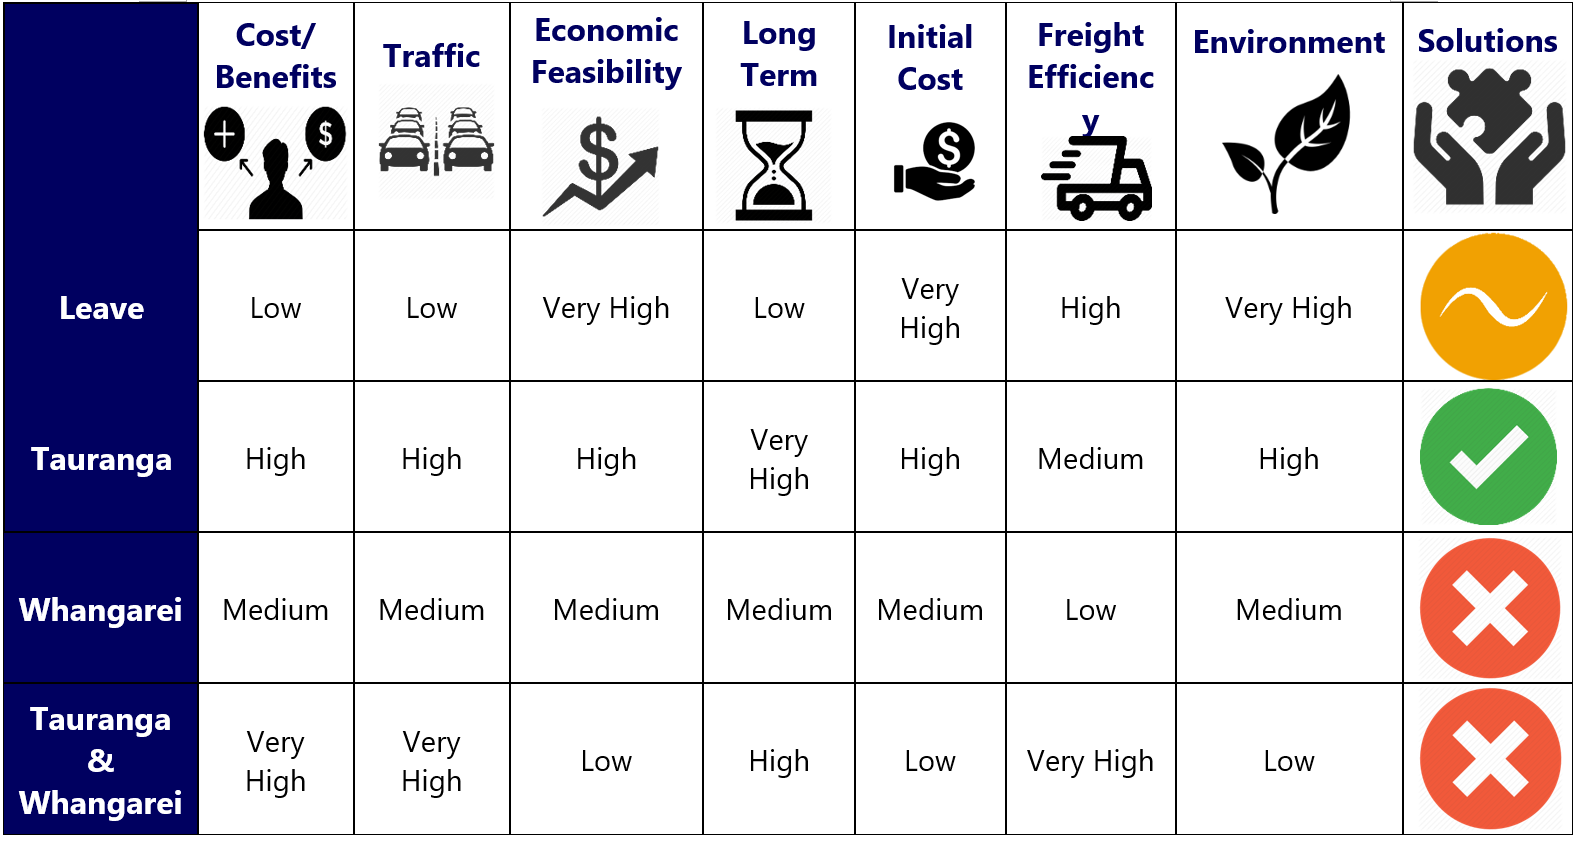 Cost/
Benefits
Traffic
Economic
Feasibility
Long
Term
Initial
Cost
Freight
Efficienc
y
Environment
Solutions
+
$
$
$
Leave
Low
Low
Very High
Low
Very
High
High
Very High
Tauranga
High
High
High
Very
High
High
Medium
High
Whangarei
Medium
Medium
Medium
Medium
Medium
Low
Medium
Tauranga
&
Whangarei
Very
High
Very
High
Low
High
Low
Very High
Low